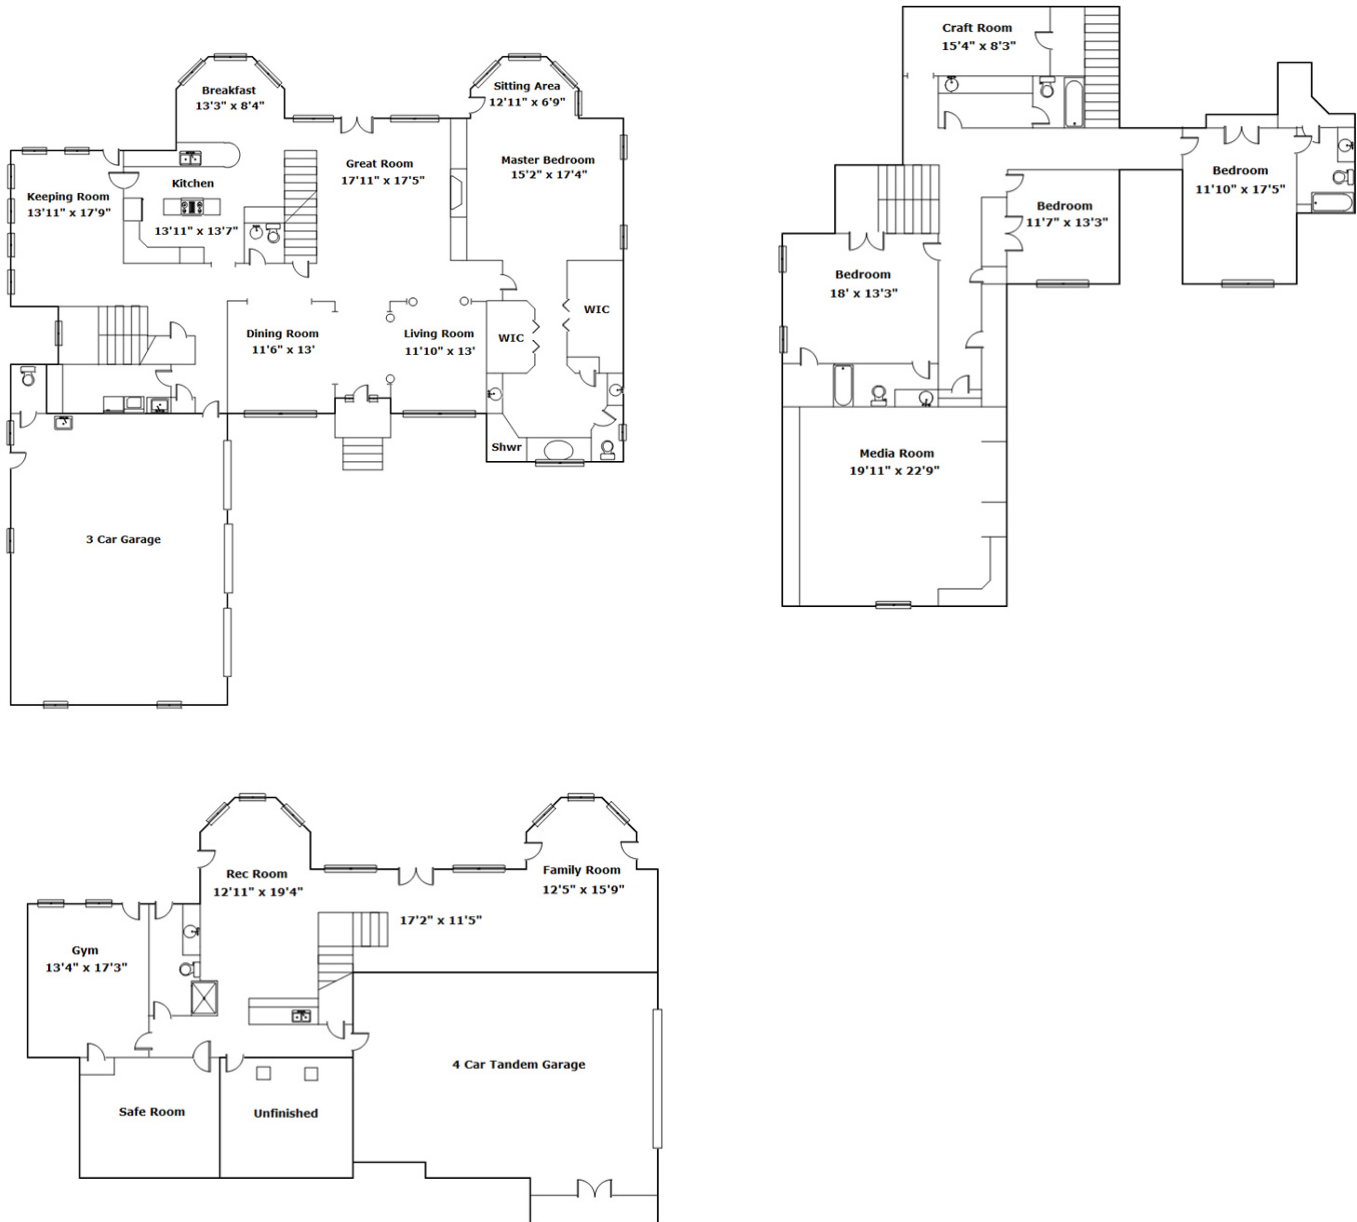 Breakfast
13'3" x 8'4"
Sitting Area
12'11" x 6'9"
Great Room
17'11" x 17'5"
Master Bedroom
15'2" x 17'4"
Keeping Room
13'11" x 17'9"
Kitchen
13'11" x 13'7"
Dining Room
11'6" x 13'
Living Room
11'10" x 13'
WIC
WIC
Shwr
3 Car Garage
Craft Room
15'4" x 8'3"
Bedroom
11'10" x 17'5"
Bedroom
11'7" x 13'3"
Bedroom
18' x 13'3"
Media Room
19'11" x 22'9"
Rec Room
12'11" x 19'4"
Family Room
12'5" x 15'9"
17'2" x 11'5"
Gym
13'4" x 17'3"
4 Car Tandem Garage
Safe Room
Unfinished